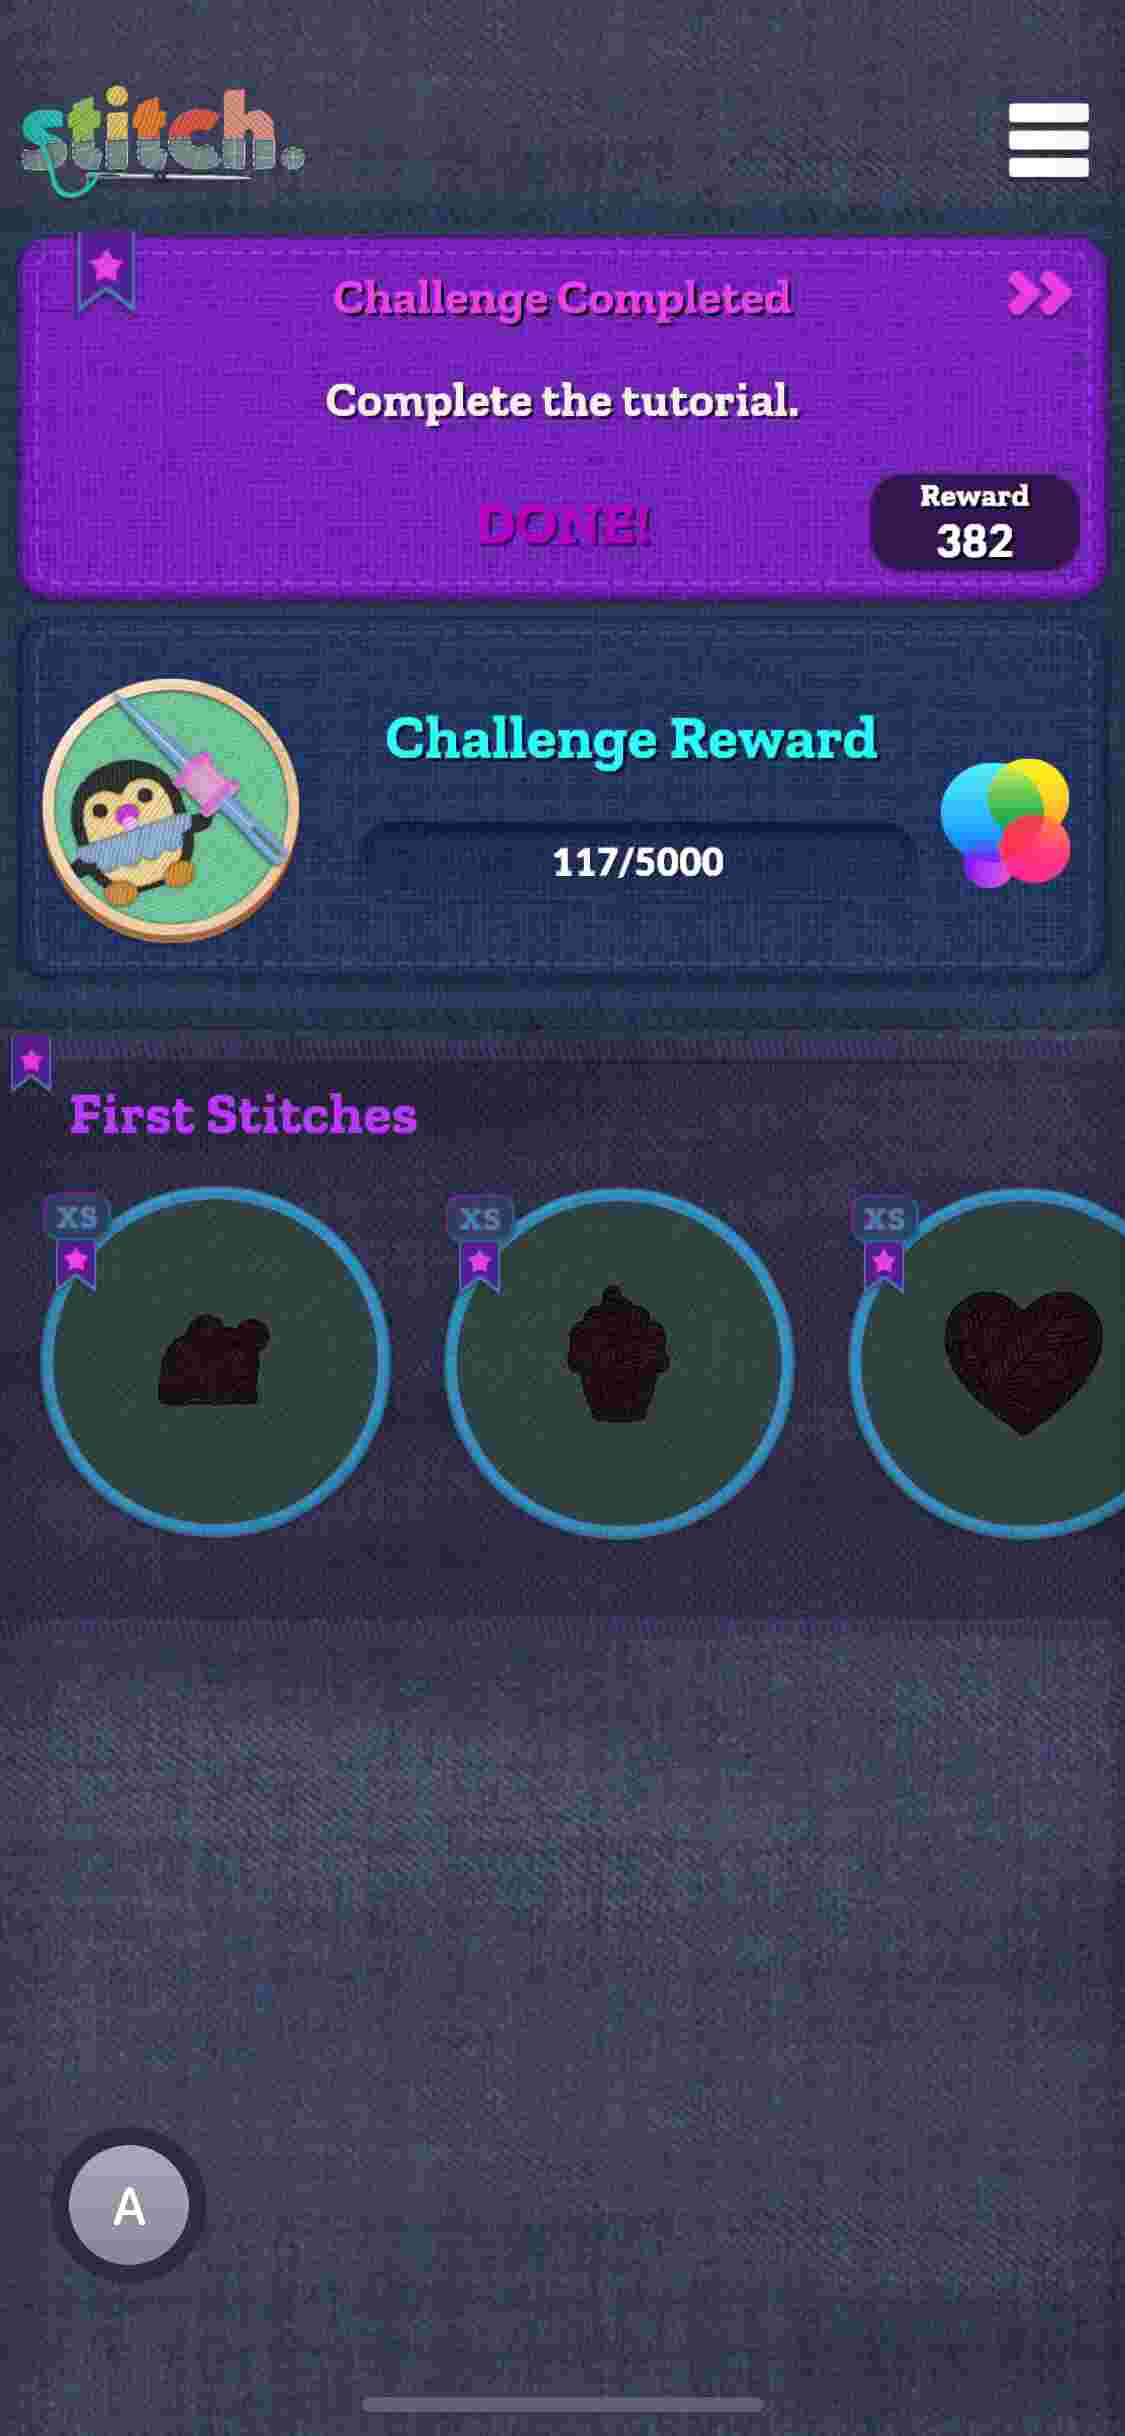 stitch.
Challenge Completed
Complete the tutorial.
DONE!
Reward
382
Challenge Reward
117/5000
First Stitches
XS
XS
XS
A